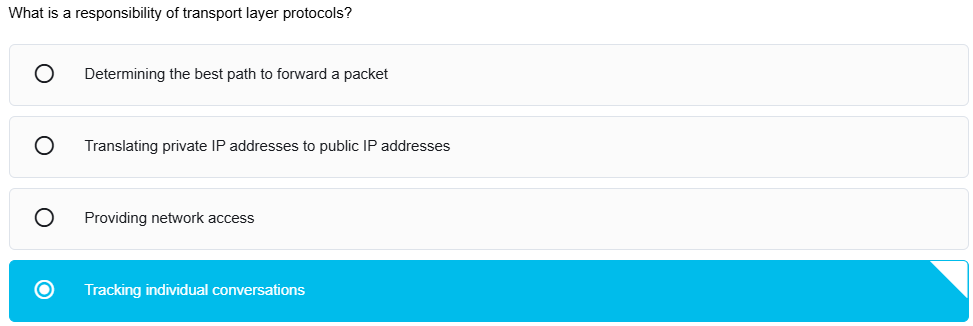 What is a responsibility of transport layer protocols?
Determining the best path to forward a packet
Translating private IP addresses to public IP addresses
Providing network access
Tracking individual conversations